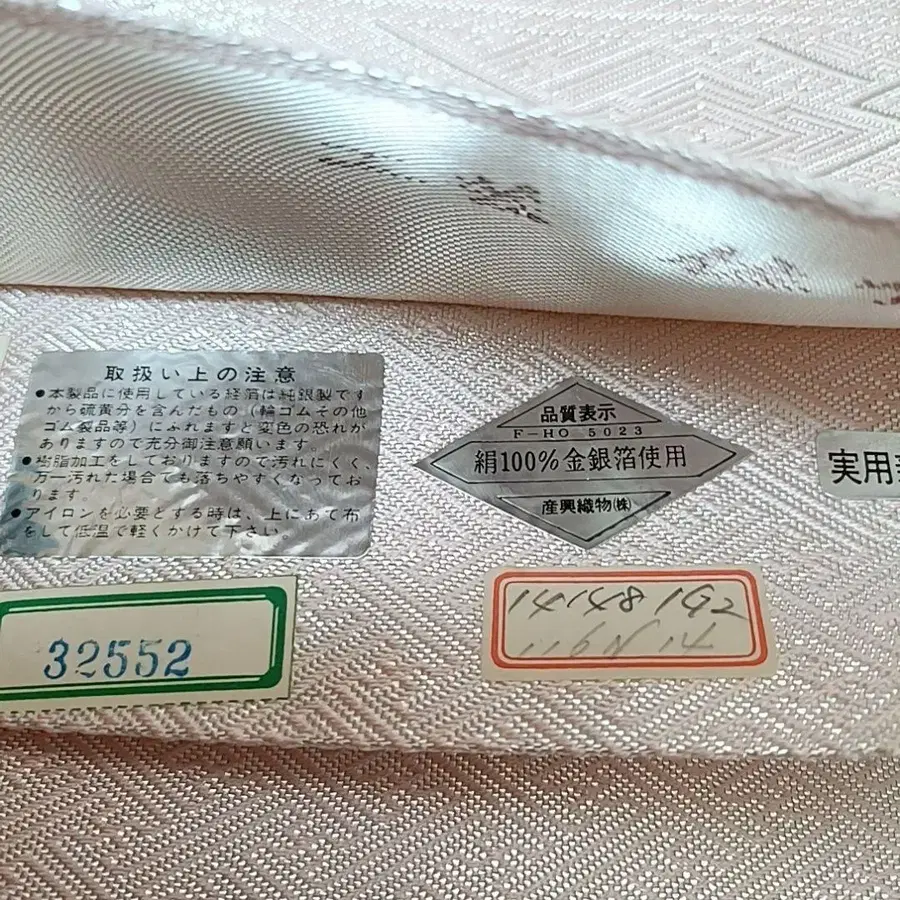 取扱い上の注意
●本製品に使用している経箔は純銀製です
から硫黄分を含んだもの（輪ゴムその他
ゴム製品等）にふれますと変色の恐れが
ありますので充分御注意願います。
●樹脂加工をしておりますので汚れにくく、
万一汚れた場合でも落ちやすくなってお
ります。
●アイロンを必要とする時は、上にあて布
をして低温で軽くかけて下さい。
品質表示
F-HO 5023
絹100%金銀箔使用
産興織物㈱
実用
32552